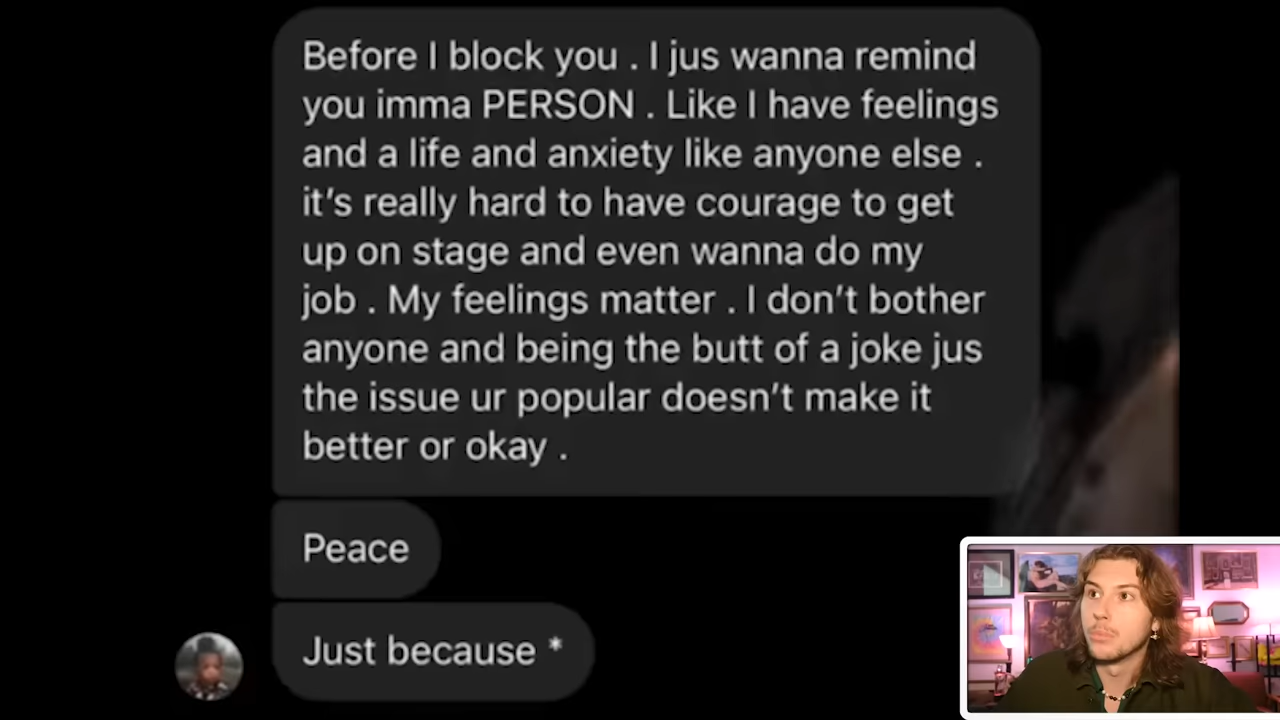 Before I block you . I jus wanna remind
you imma PERSON . Like I have feelings
and a life and anxiety like anyone else .
it’s really hard to have courage to get
up on stage and even wanna do my
job . My feelings matter . I don’t bother
anyone and being the butt of a joke jus
the issue ur popular doesn’t make it
better or okay .
Peace
Just because *